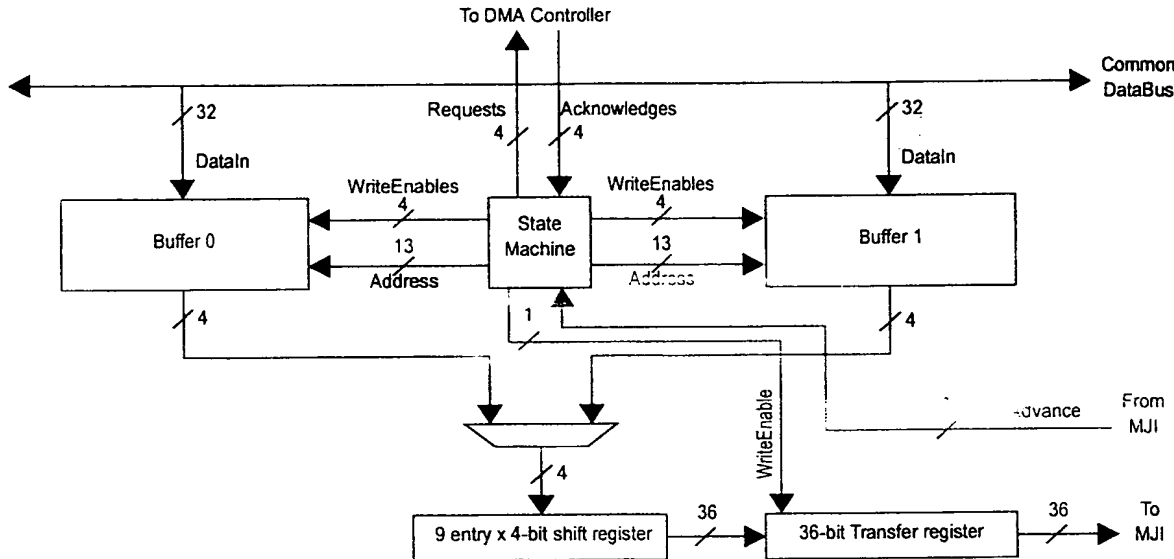 To DMA Controller
Common
DataBus
32
Requests
Acknowledges
32
4
4
DataIn
DataIn
WriteEnables
WriteEnables
4
4
State
Machine
Buffer 0
Buffer 1
13
13
Address
Address
4
1
4
WriteEnable
From
MJI
4
36
36
To
MJI
9 entry x 4-bit shift register
36-bit Transfer register